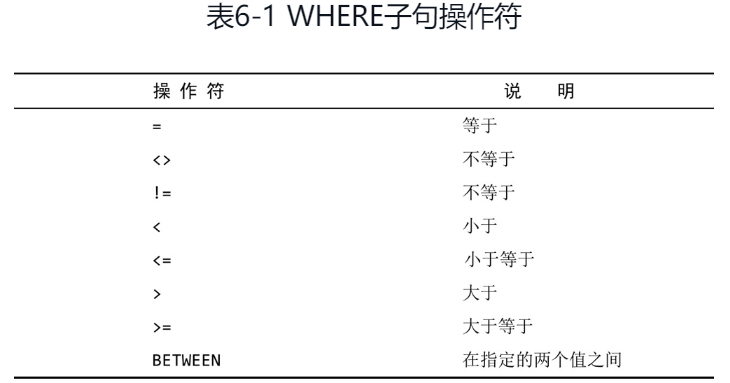 表6-1 WHERE子句操作符
操 作 符 说 明
= 等于
<> 不等于
!= 不等于
< 小于
<= 小于等于
> 大于
>= 大于等于
BETWEEN 在指定的两个值之间